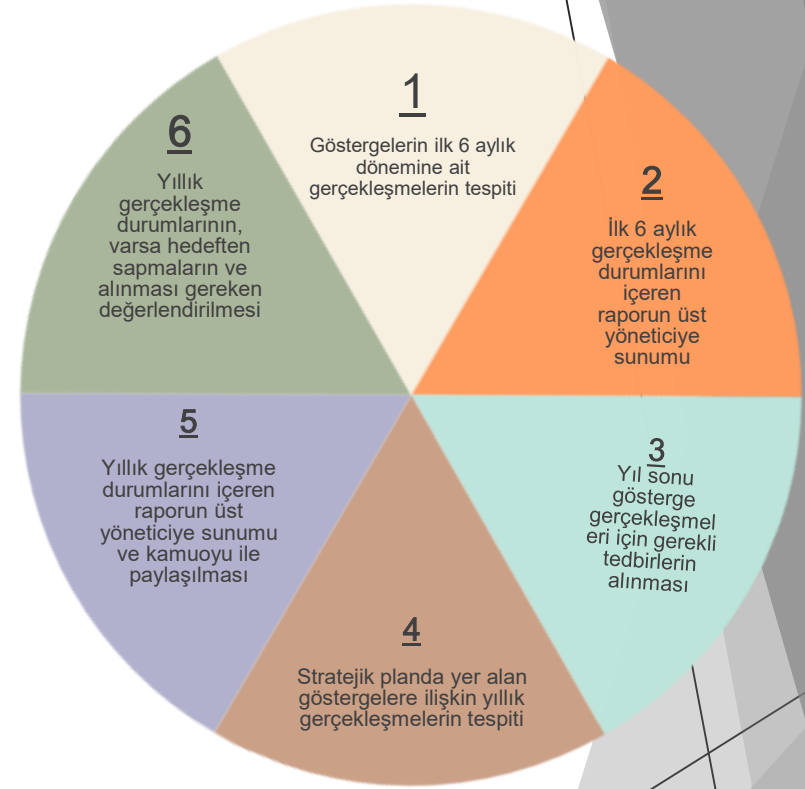 1
Göstergelerin ilk 6 aylık
dönemine ait
gerçekleşmelerin tespiti
2
İlk 6 aylık
gerçekleşme
durumlarını
içeren
raporun üst
yöneticiye
sunumu
3
Yıl sonu
gösterge
gerçekleşmel
eri için gerekli
tedbirlerin
alınması
4
Stratejik planda yer alan
göstergelere ilişkin yıllık
gerçekleşmelerin tespiti
5
Yıllık gerçekleşme
durumlarını içeren
raporun üst
yöneticiye sunumu
ve kamuoyu ile
paylaşılması
6
Yıllık
gerçekleşme
durumlarının,
varsa hedeften
sapmaların ve
alınması gereken
değerlendirilmesi